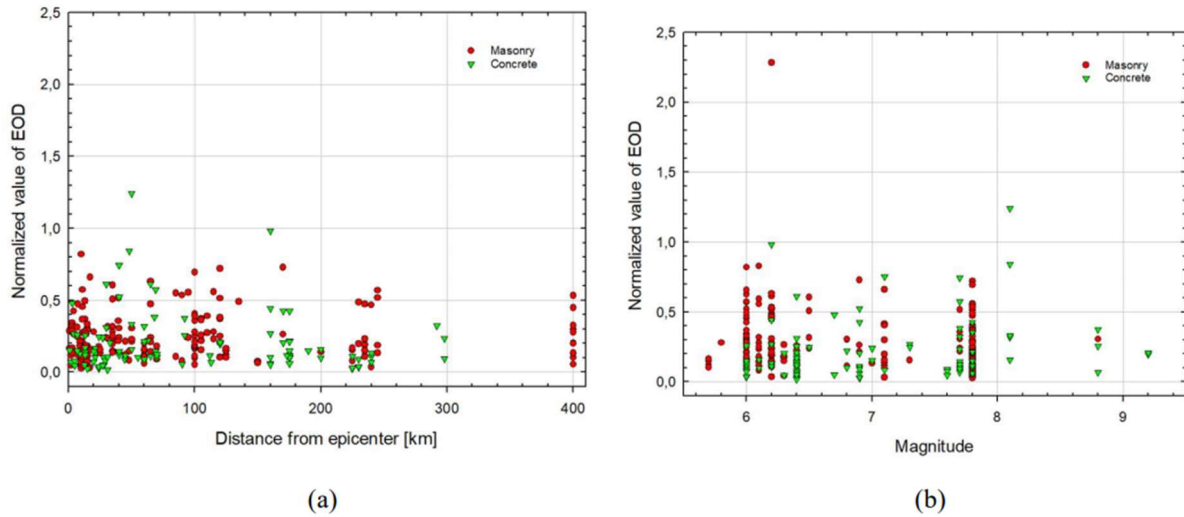 2,5
2,0
1,5
1,0
0,5
0,0
Normalized value of EOD
Masonry
Concrete
0
100
200
300
400
Distance from epicenter [km]
(a)
2,5
2,0
1,5
1,0
0,5
0,0
Normalized value of EOD
Masonry
Concrete
6
7
8
9
Magnitude
(b)